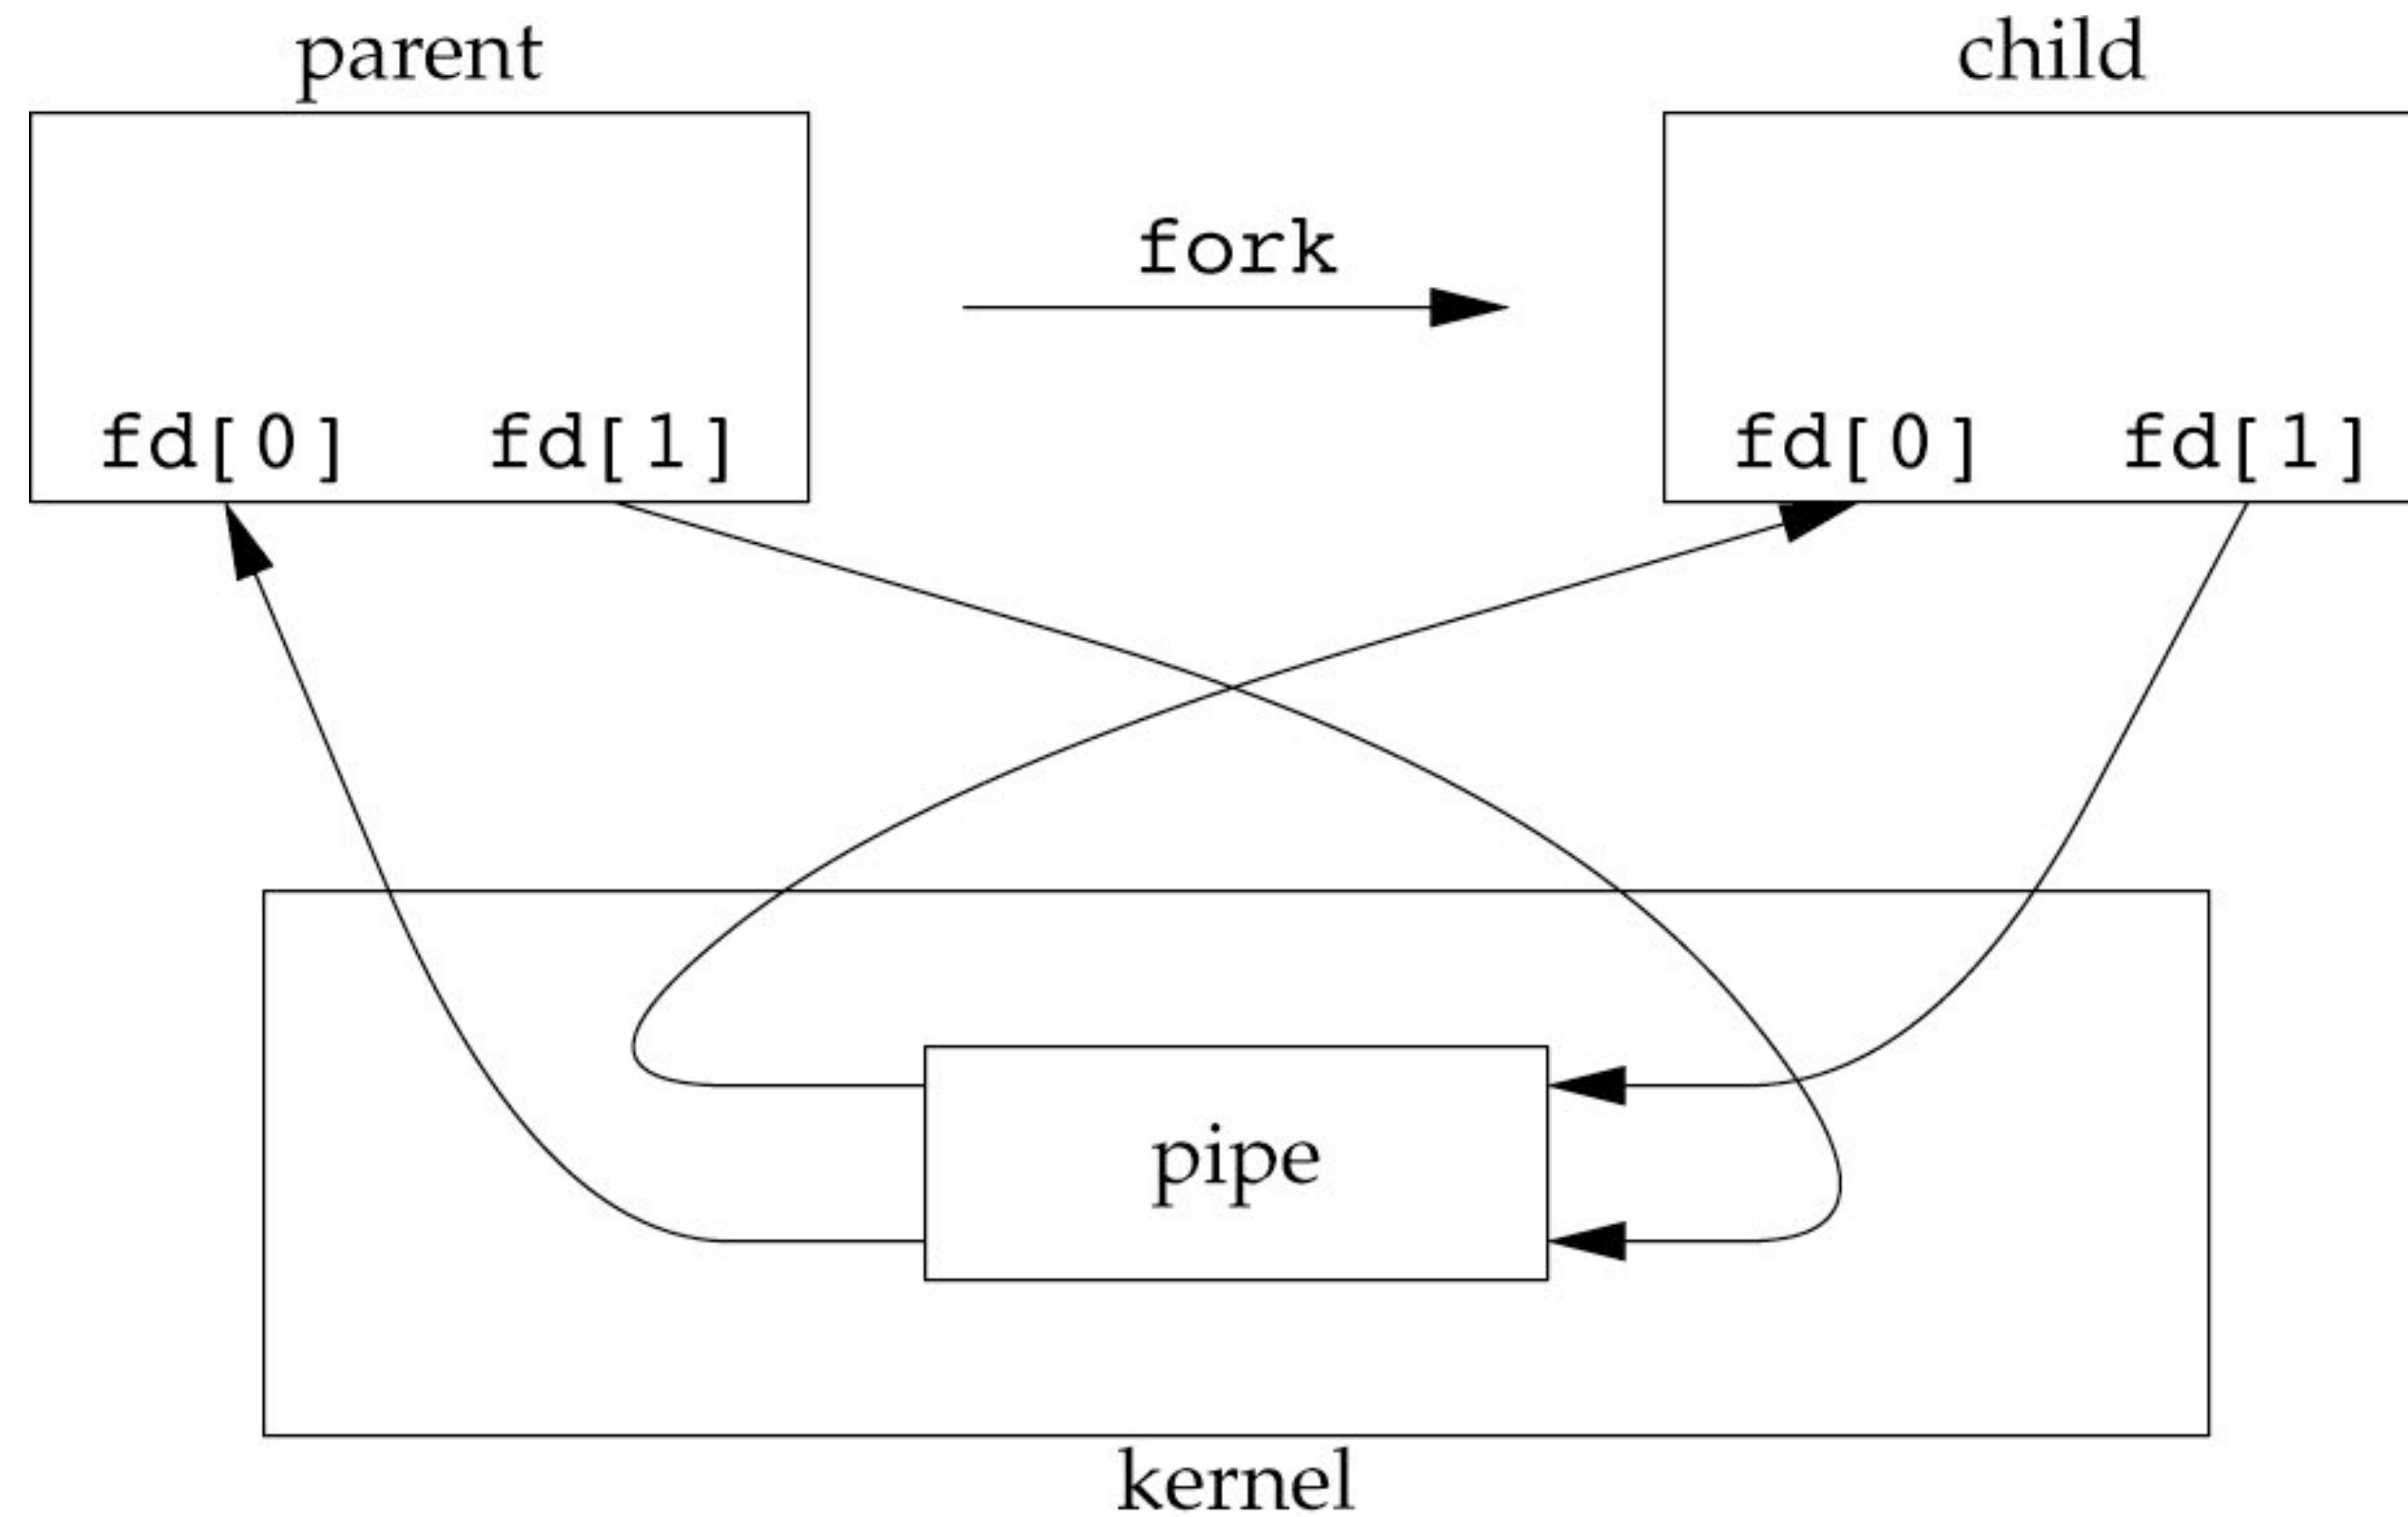 parent
child
fork
fd[0] fd[1]
fd[0] fd[1]
pipe
kernel